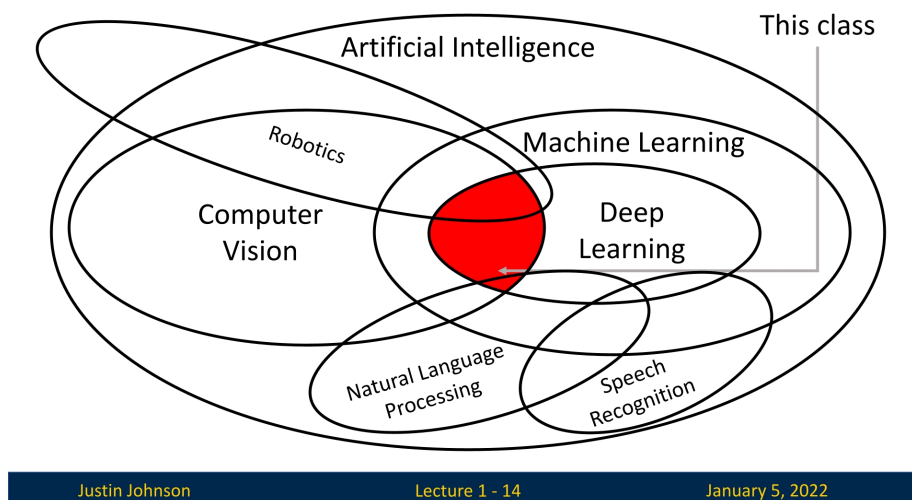 This class
Artificial Intelligence
Robotics
Machine Learning
Computer
Vision
Deep
Learning
Natural Language
Processing
Speech
Recognition
Justin Johnson
Lecture 1 - 14
January 5, 2022